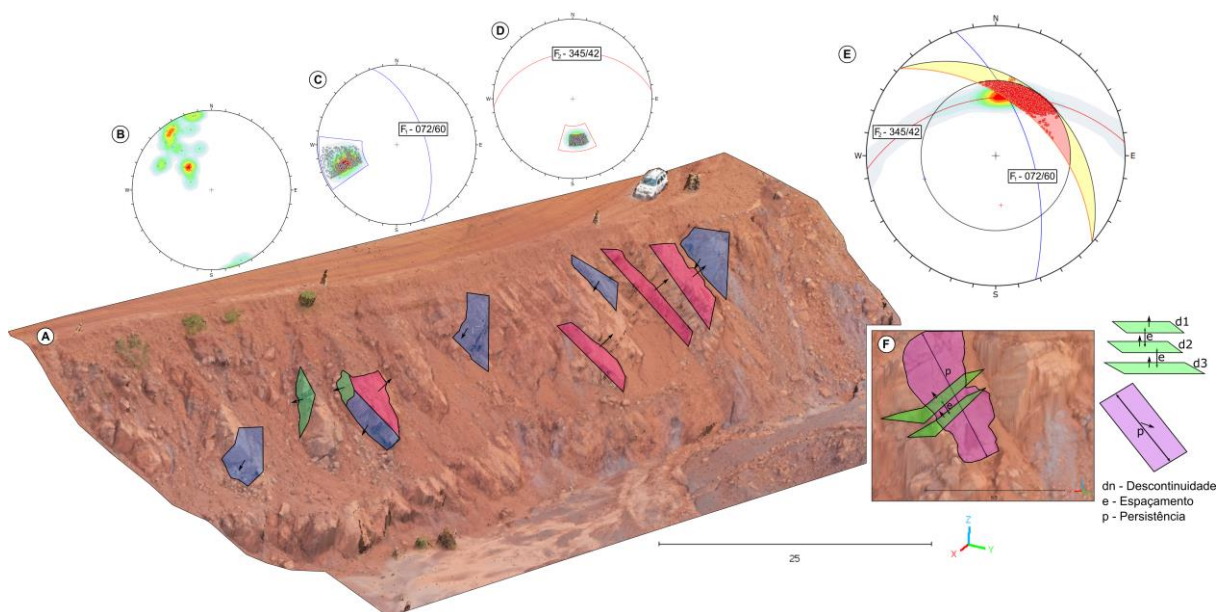 A
B
N
W
E
S
C
N
W
E
S
F₁ - 072/60
D
N
W
E
S
F₂ - 345/42
E
N
W
E
S
F₂ - 345/42
F₁ - 072/60
F
p
e
d1
e
d2
e
d3
p
dn - Descontinuidade
e - Espaçamento
p - Persistência
25
Z
X
Y